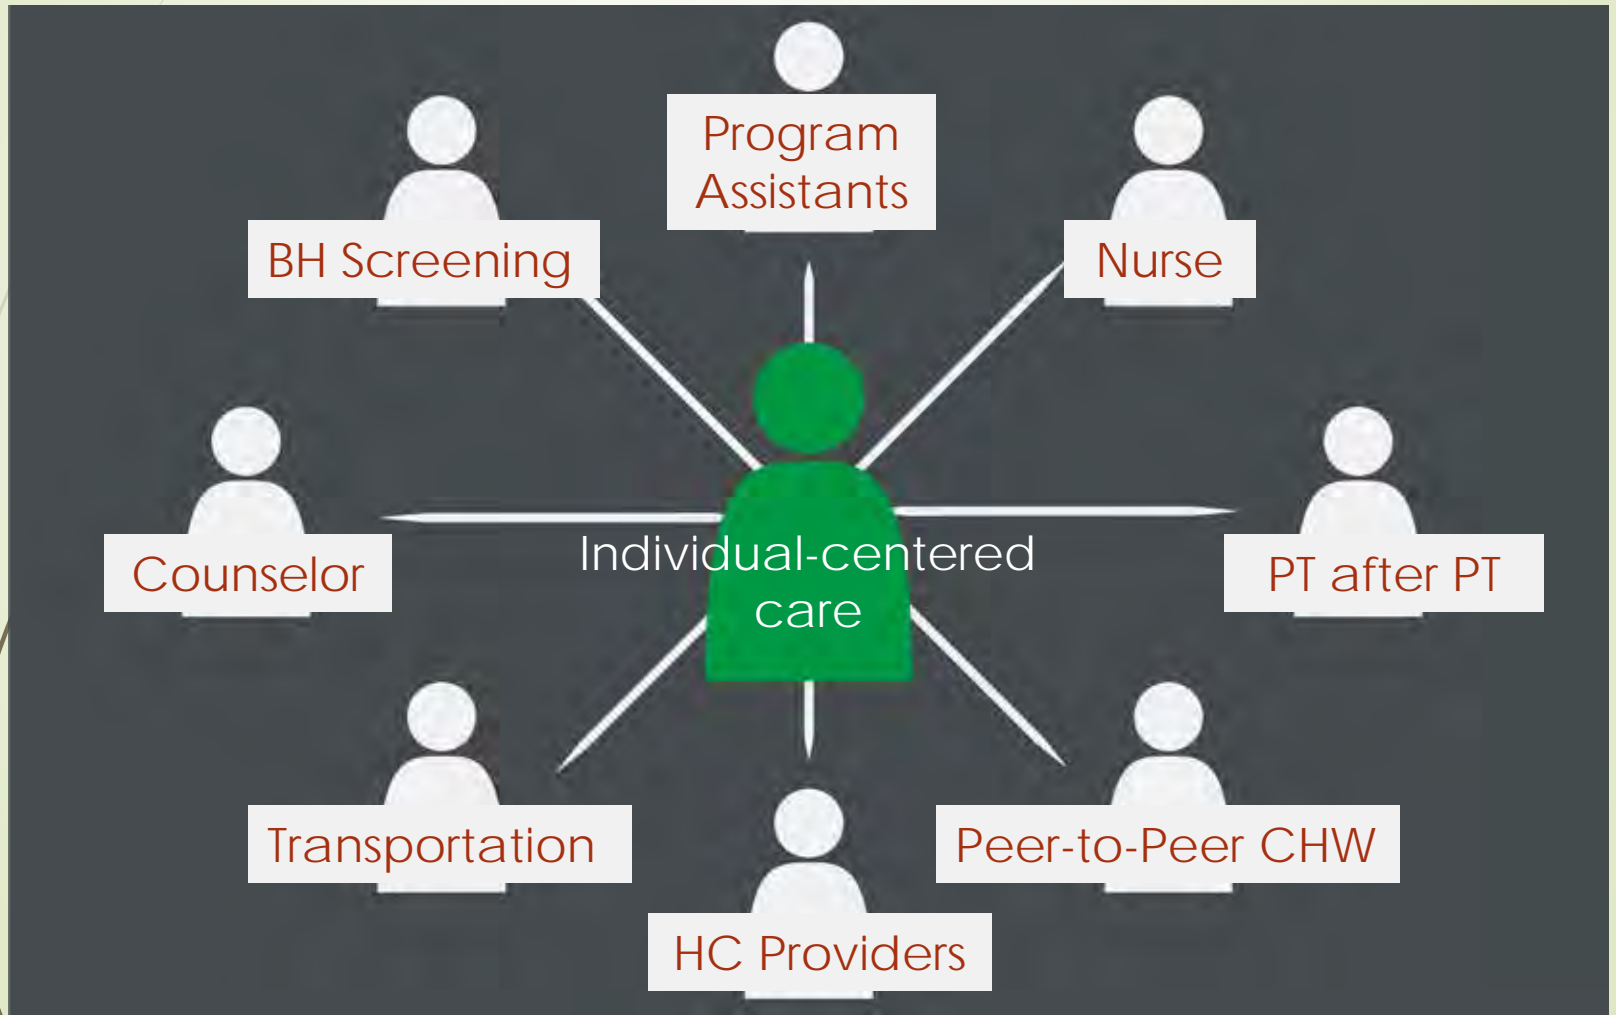 Program
Assistants
BH Screening
Nurse
Counselor
Individual-centered
care
PT after PT
Transportation
Peer-to-Peer CHW
HC Providers